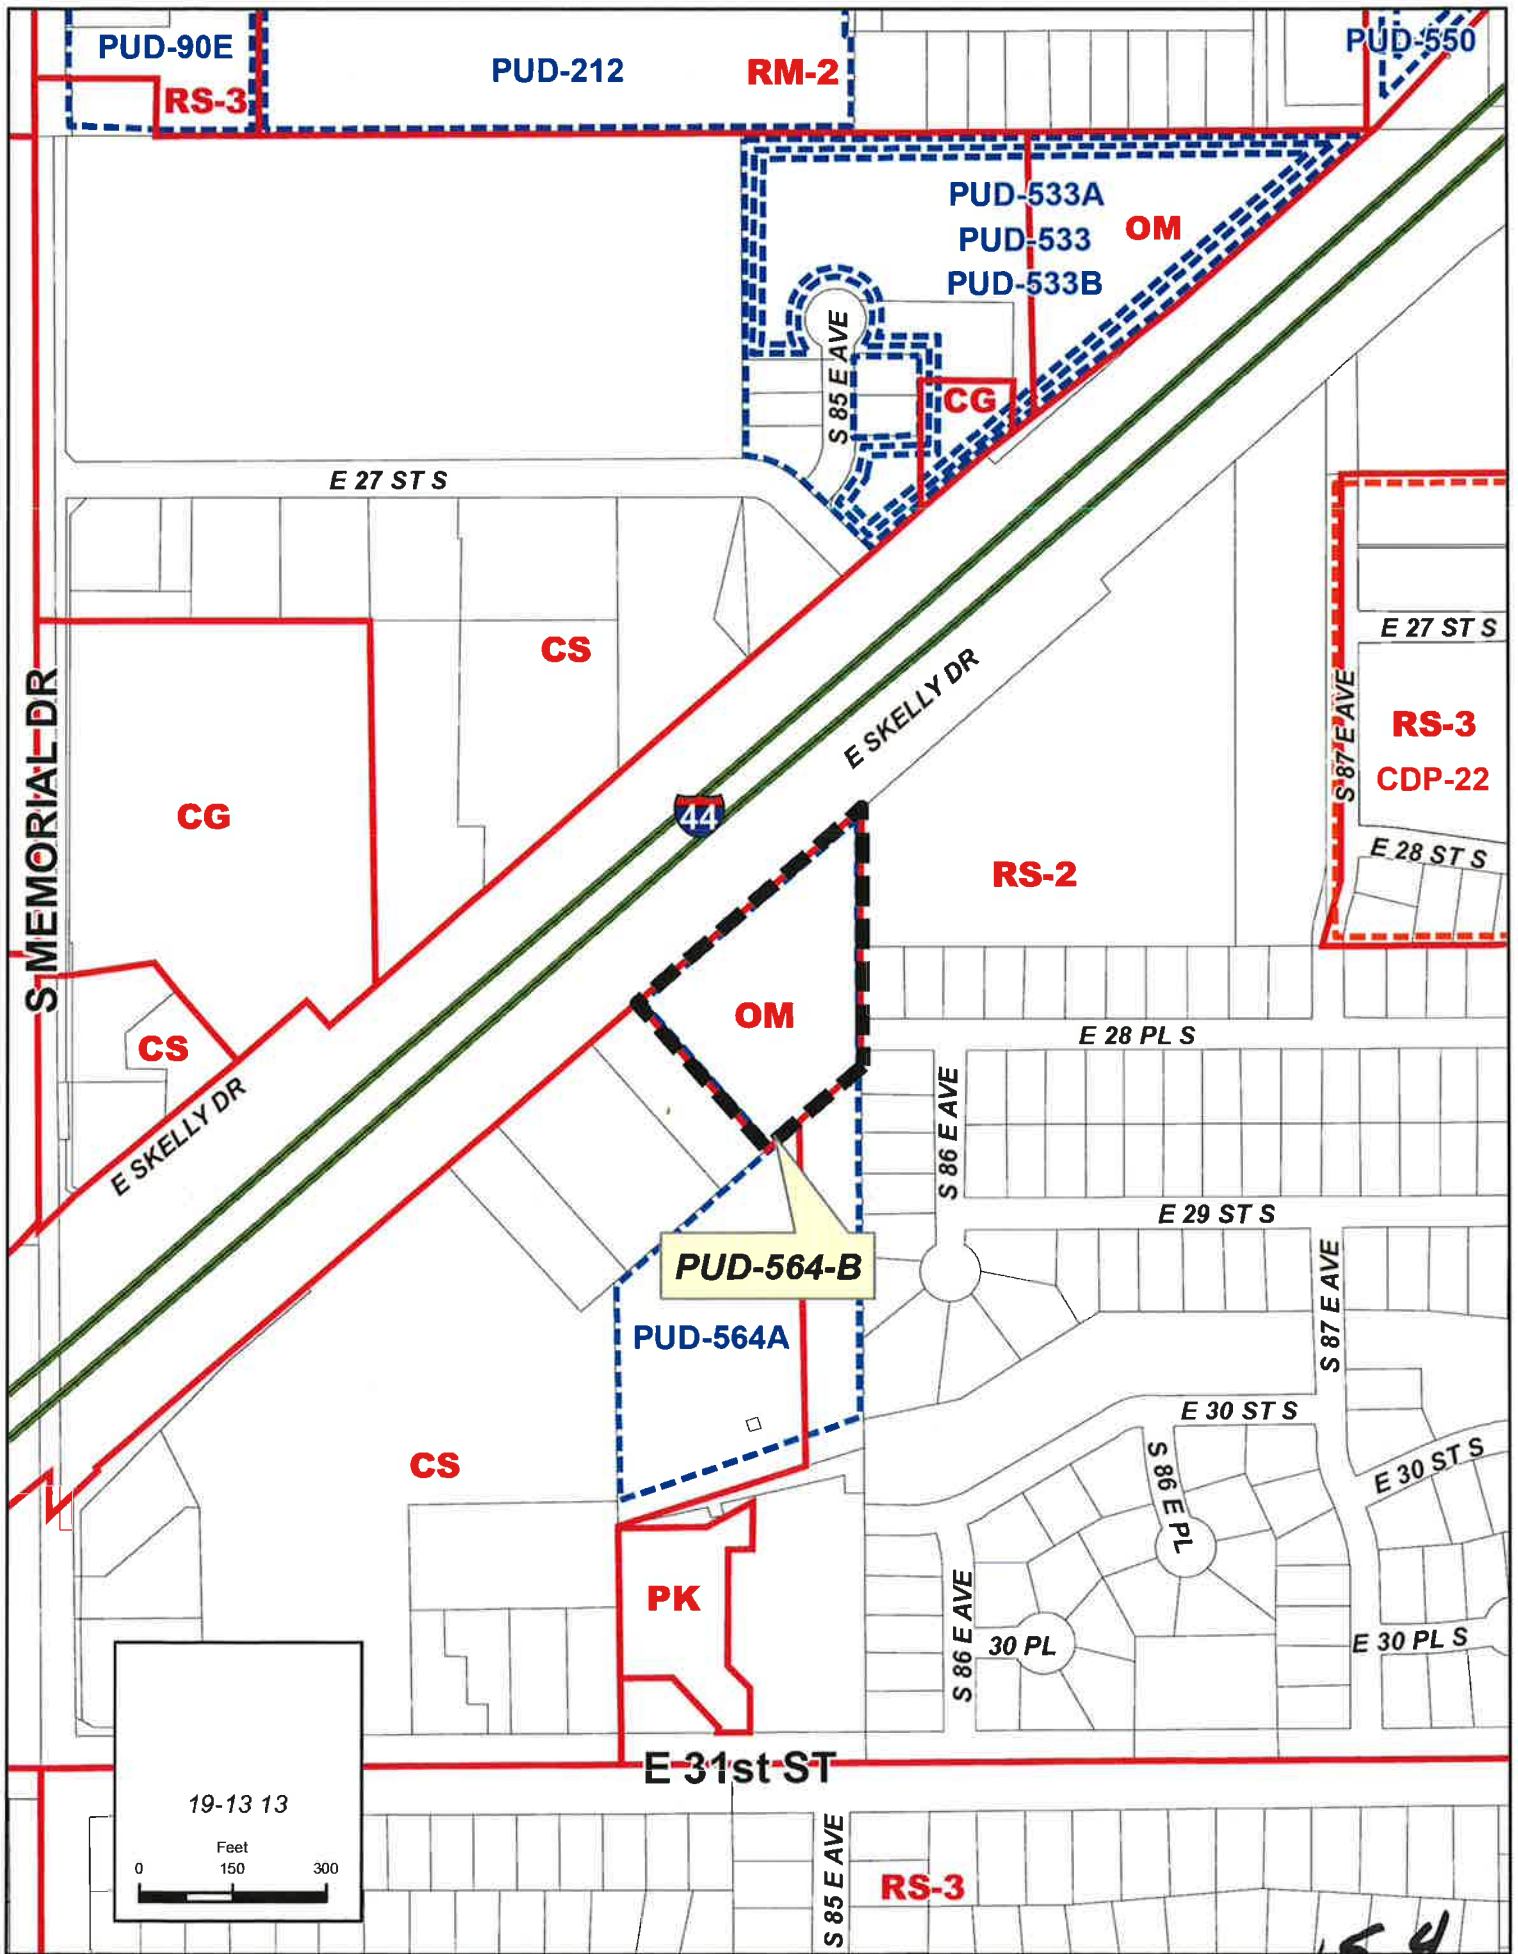 PUD-90E
RS-3
PUD-212
RM-2
PUD-550
PUD-533A
PUD-533
PUD-533B
OM
S 85 E AVE
CG
E 27 ST S
E 27 ST S
CS
S MEMORIAL DR
CG
E SKELLY DR
44
S 87 E AVE
RS-3
CDP-22
E 28 ST S
RS-2
OM
CS
E 28 PL S
E SKELLY DR
S 86 E AVE
E 29 ST S
PUD-564-B
PUD-564A
S 87 E AVE
E 30 ST S
CS
S 86 E PL
E 30 ST S
PK
S 86 E AVE
30 PL
E 30 PL S
E 31st ST
19-13 13
Feet
0 150 300
S 85 E AVE
RS-3